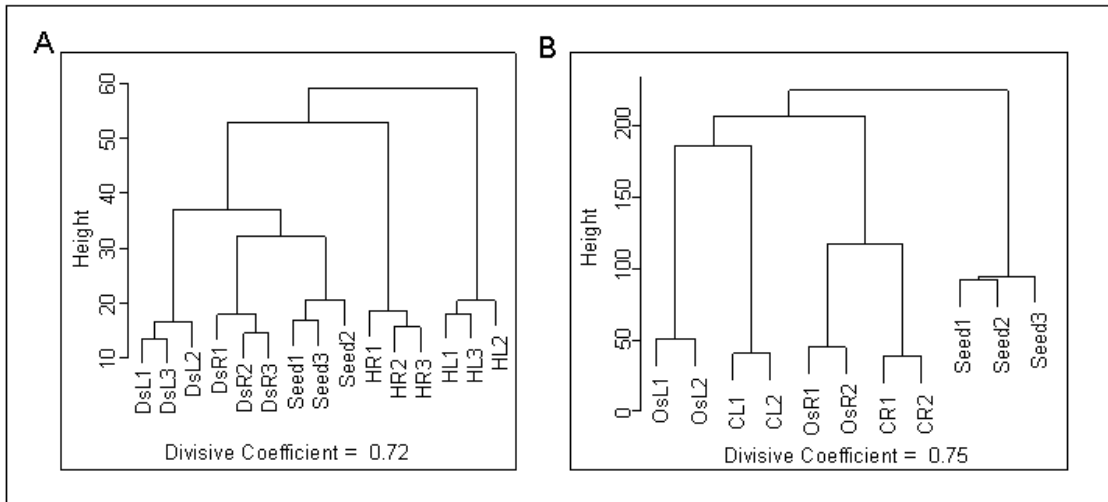 A
60
50
40
30
20
10
Height
DsL1
DsL3
DsL2
DsR1
DsR2
DsR3
Seed1
Seed3
Seed2
HR1
HR2
HR3
HL1
HL3
HL2
Divisive Coefficient = 0.72
B
200
150
100
50
0
Height
OsL1
OsL2
CL1
CL2
OsR1
OsR2
CR1
CR2
Seed1
Seed2
Seed3
Divisive Coefficient = 0.75